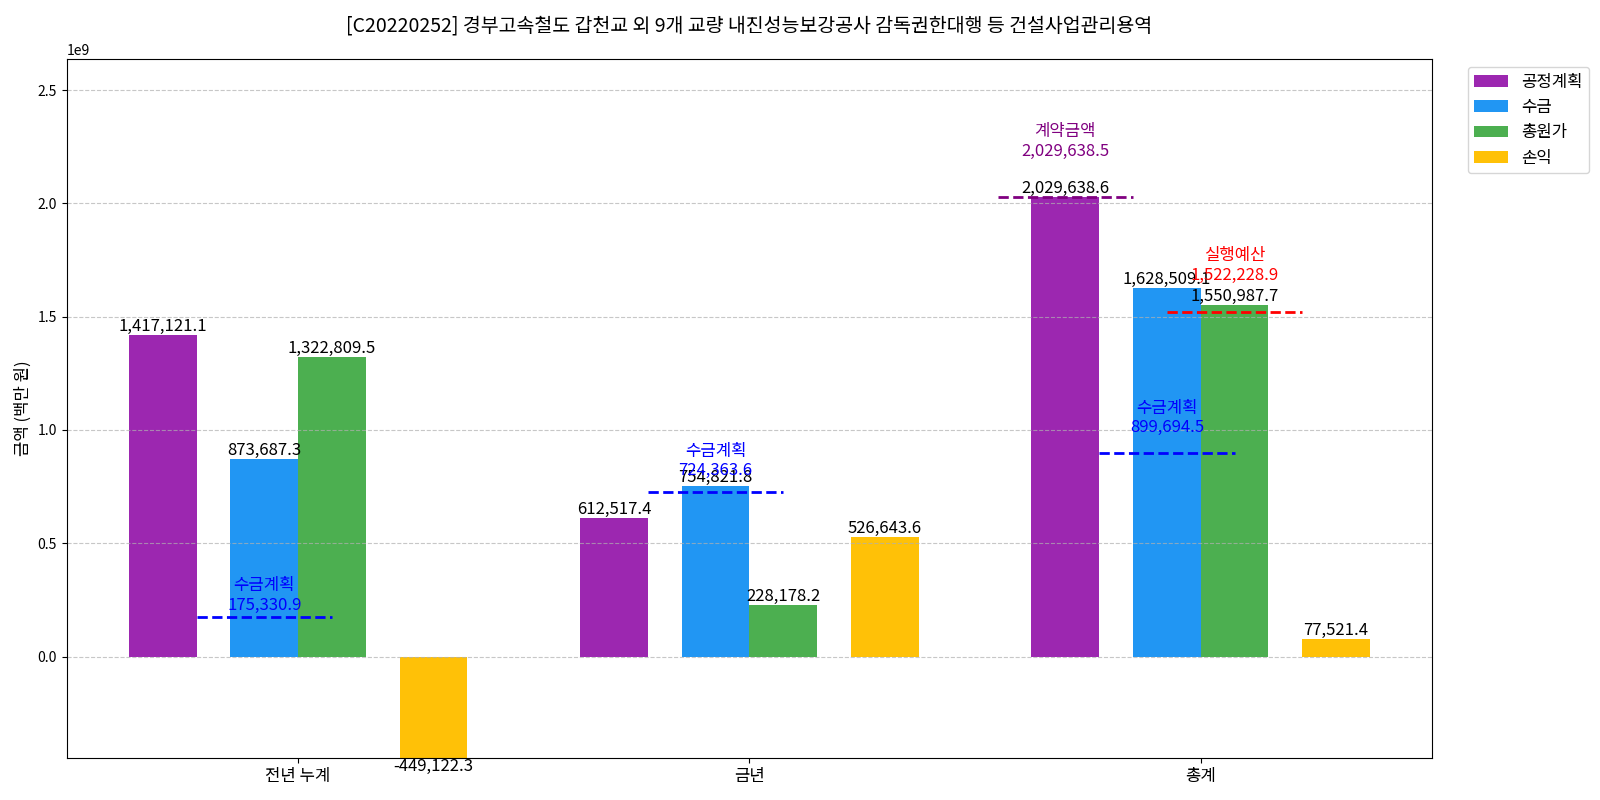 [C20220252] 경부고속철도 갑천교 외 9개 교량 내진성능보강공사 감독권한대행 등 건설사업관리용역
1e9
2.5
2.0
1.5
1.0
0.5
0.0
금액 (백만 원)
1,417,121.1
873,687.3
1,322,809.5
-449,122.3
수금계획
175,330.9
612,517.4
수금계획
724,363.6
754,821.8
228,178.2
526,643.6
계약금액
2,029,638.5
2,029,638.6
1,628,509.1
실행예산
1,522,228.9
1,550,987.7
수금계획
899,694.5
77,521.4
전년 누계
금년
총계
공정계획
수금
총원가
손익